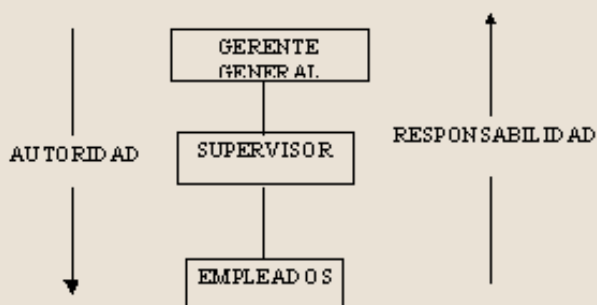 GERENTE
GENERAL
AUTORIDAD
SUPERVISOR
RESPONSABILIDAD
EMPLEADOS